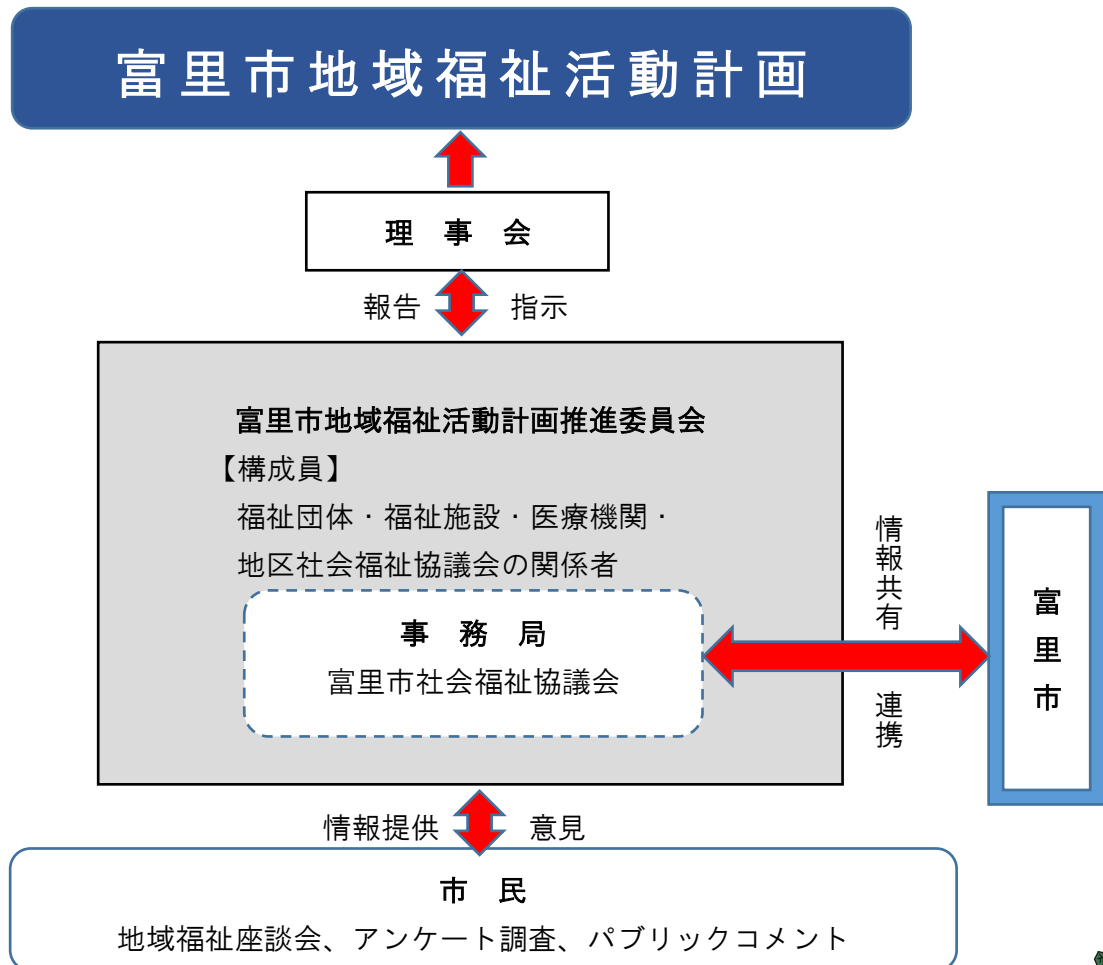 富里市地域福祉活動計画
理 事 会
報告 指示
富里市地域福祉活動計画推進委員会
【構成員】
福祉団体・福祉施設・医療機関・
地区社会福祉協議会の関係者
事 務 局
富里市社会福祉協議会
情報共有
連携
富里市
情報提供 意見
市 民
地域福祉座談会、アンケート調査、パブリックコメント